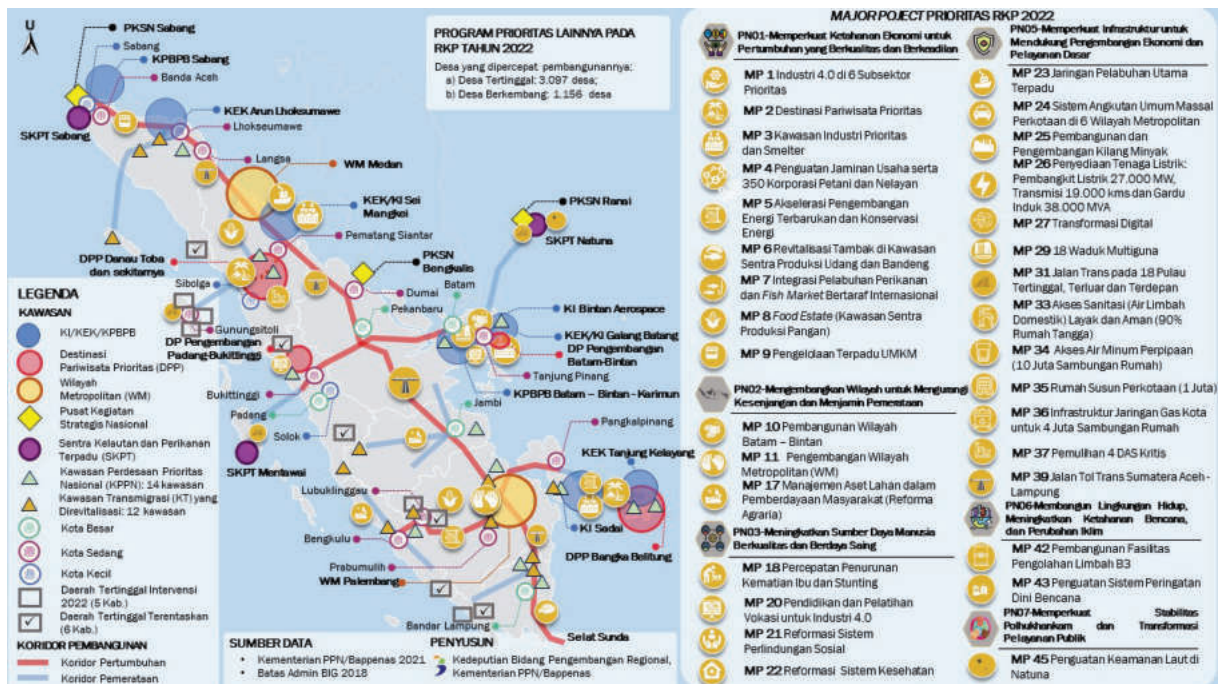 U
PKSN Sabang
Sabang
KPBPB Sabang
Banda Aceh
KEK Arun Lhoksumawe
SKPT Sabang
Lhokseumawe
Langsa
WM Medan
KEK/KI Sei
Mangkei
PKSN Ranai
SKPT Natuna
Pematang Siantar
DPP Danau Toba
dan sekitarnya
PKSN
Bengkalis
Sibolga
Dumai
Batam
Pekanbaru
KI Bintan Aerospace
Gunungsitoli
KEK/KI Galang Batang
DP Pengembangan
Padang-Bukittinggi
DP Pengembangan
Batam-Bintan
Tanjung Pinang
Bukittinggi
KPBPB Batam – Bintan - Karimun
Padang
Jambi
Solok
Pangkalpinang
SKPT Mentawai
KEK Tanjung Kelayang
Lubuklinggau
KI Sadai
Bengkulu
DPP Bangka Belitung
Prabumulih
WM Palembang
Bandar Lampung
Selat Sunda
PROGRAM PRIORITAS LAINNYA PADA
RKP TAHUN 2022
Desa yang dipercepat pembangunannya:
a) Desa Tertinggal: 3.097 desa;
b) Desa Berkembang: 1.156 desa
LEGENDA
KAWASAN
KI/KEK/KPBPB
Destinasi
Pariwisata Prioritas (DPP)
Wilayah
Metropolitan (WM)
Pusat Kegiatan
Strategis Nasional
Sentra Kelautan dan Perikanan
Terpadu (SKPT)
Kawasan Perdesaan Prioritas
Nasional (KPPN): 14 kawasan
Kawasan Transmigrasi (KT) yang
Direvitalisasi: 12 kawasan
Kota Besar
Kota Sedang
Kota Kecil
Daerah Tertinggal Intervensi
2022 (5 Kab.)
Daerah Tertinggal Terentaskan
(6 Kab.)
KORIDOR PEMBANGUNAN
Koridor Pertumbuhan
Koridor Pemerataan
SUMBER DATA
• Kementerian PPN/Bappenas 2021
• Batas Admin BIG 2018
PENYUSUN
Kedeputian Bidang Pengembangan Regional,
Kementerian PPN/Bappenas
MAJOR POJECT PRIORITAS RKP 2022
PN01-Memperkuat Ketahanan Ekonomi untuk
Pertumbuhan yang Berkualitas dan Berkeadilan
MP 1 Industri 4.0 di 6 Subsektor
Prioritas
MP 2 Destinasi Pariwisata Prioritas
MP 3 Kawasan Industri Prioritas
dan Smelter
MP 4 Penguatan Jaminan Usaha serta
350 Korporasi Petani dan Nelayan
MP 5 Akselerasi Pengembangan
Energi Terbarukan dan Konservasi
Energi
MP 6 Revitalisasi Tambak di Kawasan
Sentra Produksi Udang dan Bandeng
MP 7 Integrasi Pelabuhan Perikanan
dan Fish Market Bertaraf Internasional
MP 8 Food Estate (Kawasan Sentra
Produksi Pangan)
MP 9 Pengelolaan Terpadu UMKM
PN02-Mengembangkan Wilayah untuk Mengurangi
Kesenjangan dan Menjamin Pemerataan
MP 10 Pembangunan Wilayah
Batam – Bintan
MP 11 Pengembangan Wilayah
Metropolitan (WM)
MP 17 Manajemen Aset Lahan dalam
Pemberdayaan Masyarakat (Reforma
Agraria)
PN03-Meningkatkan Sumber Daya Manusia
Berkualitas dan Berdaya Saing
MP 18 Percepatan Penurunan
Kematian Ibu dan Stunting
MP 20 Pendidikan dan Pelatihan
Vokasi untuk Industri 4.0
MP 21 Reformasi Sistem
Perlindungan Sosial
MP 22 Reformasi Sistem Kesehatan
PN05-Memperkuat Infrastruktur untuk
Mendukung Pengembangan Ekonomi dan
Pelayanan Dasar
MP 23 Jaringan Pelabuhan Utama
Terpadu
MP 24 Sistem Angkutan Umum Massal
Perkotaan di 6 Wilayah Metropolitan
MP 25 Pembangunan dan
Pengembangan Kilang Minyak
MP 26 Penyediaan Tenaga Listrik:
Pembangkit Listrik 27.000 MW,
Transmisi 19.000 kms dan Gardu
Induk 38.000 MVA
MP 27 Transformasi Digital
MP 29 18 Waduk Multiguna
MP 31 Jalan Trans pada 18 Pulau
Tertinggal, Terluar dan Terdepan
MP 33 Akses Sanitasi (Air Limbah
Domestik) Layak dan Aman (90%
Rumah Tangga)
MP 34 Akses Air Minum Perpipaan
(10 Juta Sambungan Rumah)
MP 35 Rumah Susun Perkotaan (1 Juta)
MP 36 Infrastruktur Jaringan Gas Kota
untuk 4 Juta Sambungan Rumah
MP 37 Pemulihan 4 DAS Kritis
MP 39 Jalan Tol Trans Sumatera Aceh -
Lampung
PN06-Membangun Lingkungan Hidup,
Meningkatkan Ketahanan Bencana,
dan Perubahan Iklim
MP 42 Pembangunan Fasilitas
Pengolahan Limbah B3
MP 43 Penguatan Sistem Peringatan
Dini Bencana
PN07-Memperkuat Stabilitas
Polhukhankam dan Transformasi
Pelayanan Publik
MP 45 Penguatan Keamanan Laut di
Natuna